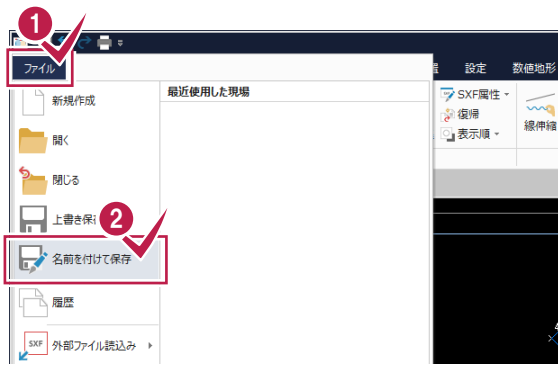 1
ファイル
設定
数値地形
新規作成
最近使用した現場
SXF属性
復帰
表示順
線伸縮
開く
閉じる
上書き保
2
名前を付けて保存
履歴
SXF
外部ファイル読込み